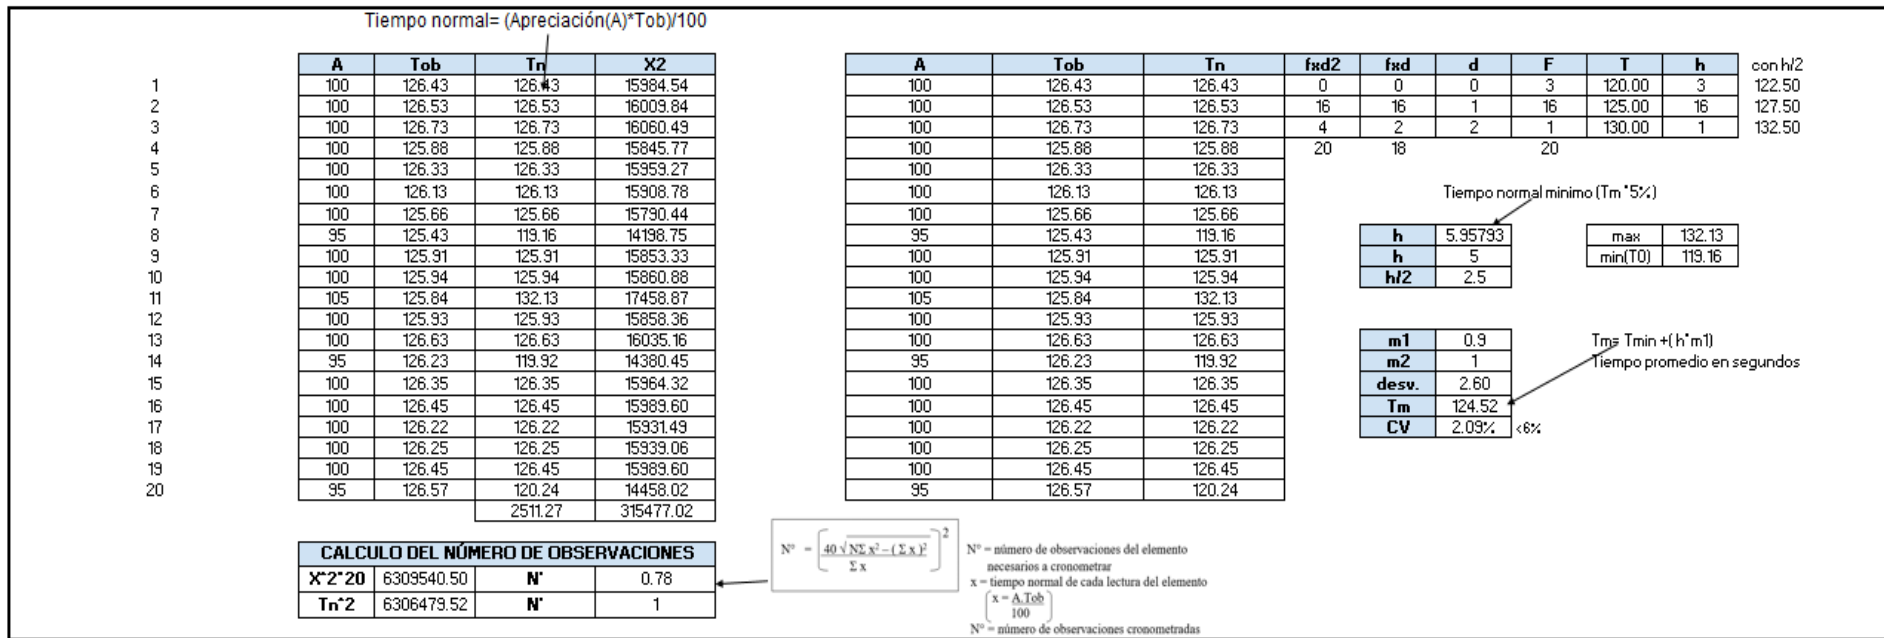 Tiempo normal= (Apreciación(A)*Tob)/100
A Tob Tn X2
1 100 126.43 126.43 15984.54
2 100 126.53 126.53 16009.84
3 100 126.73 126.73 16060.49
4 100 125.88 125.88 15845.77
5 100 126.33 126.33 15959.27
6 100 126.13 126.13 15908.78
7 100 125.66 125.66 15790.44
8 95 125.43 119.16 14198.75
9 100 125.91 125.91 15853.33
10 100 125.94 125.94 15860.88
11 105 125.84 132.13 17458.87
12 100 125.93 125.93 15858.36
13 100 126.63 126.63 16035.16
14 95 126.23 119.92 14380.45
15 100 126.35 126.35 15964.32
16 100 126.45 126.45 15989.60
17 100 126.22 126.22 15931.49
18 100 126.25 126.25 15939.06
19 100 126.45 126.45 15989.60
20 95 126.57 120.24 14458.02
2511.27 315477.02
CALCULO DEL NÚMERO DE OBSERVACIONES
X^2*20 6309540.50 N° 0.78
Tn^2 6306479.52 N° 1
A Tob Tn fxd2 fxd d F T h con h/2
100 126.43 126.43 0 0 0 3 120.00 3 122.50
100 126.53 126.53 16 16 1 16 125.00 16 127.50
100 126.73 126.73 4 2 2 1 130.00 1 132.50
100 125.88 125.88 20 18 20
100 126.33 126.33
100 126.13 126.13
100 125.66 125.66
95 125.43 119.16
100 125.91 125.91
100 125.94 125.94
105 125.84 132.13
100 125.93 125.93
100 126.63 126.63
95 126.23 119.92
100 126.35 126.35
100 126.45 126.45
100 126.22 126.22
100 126.25 126.25
100 126.45 126.45
95 126.57 120.24
Tiempo normal minimo (Tm *5%)
h 5.95793
h 5
h/2 2.5
max 132.13
min(T0) 119.16
m1 0.9
m2 1
desv. 2.60
Tm 124.52
CV 2.09% <6%
Tm= Tmin +(h*m1)
Tiempo promedio en segundos
N° = (40 √NΣ x² – (Σ x)² / Σ x)²
N° = número de observaciones del elemento
necesarios a cronometrar
x = tiempo normal de cada lectura del elemento
(x = A.Tob / 100)
N° = número de observaciones cronometradas